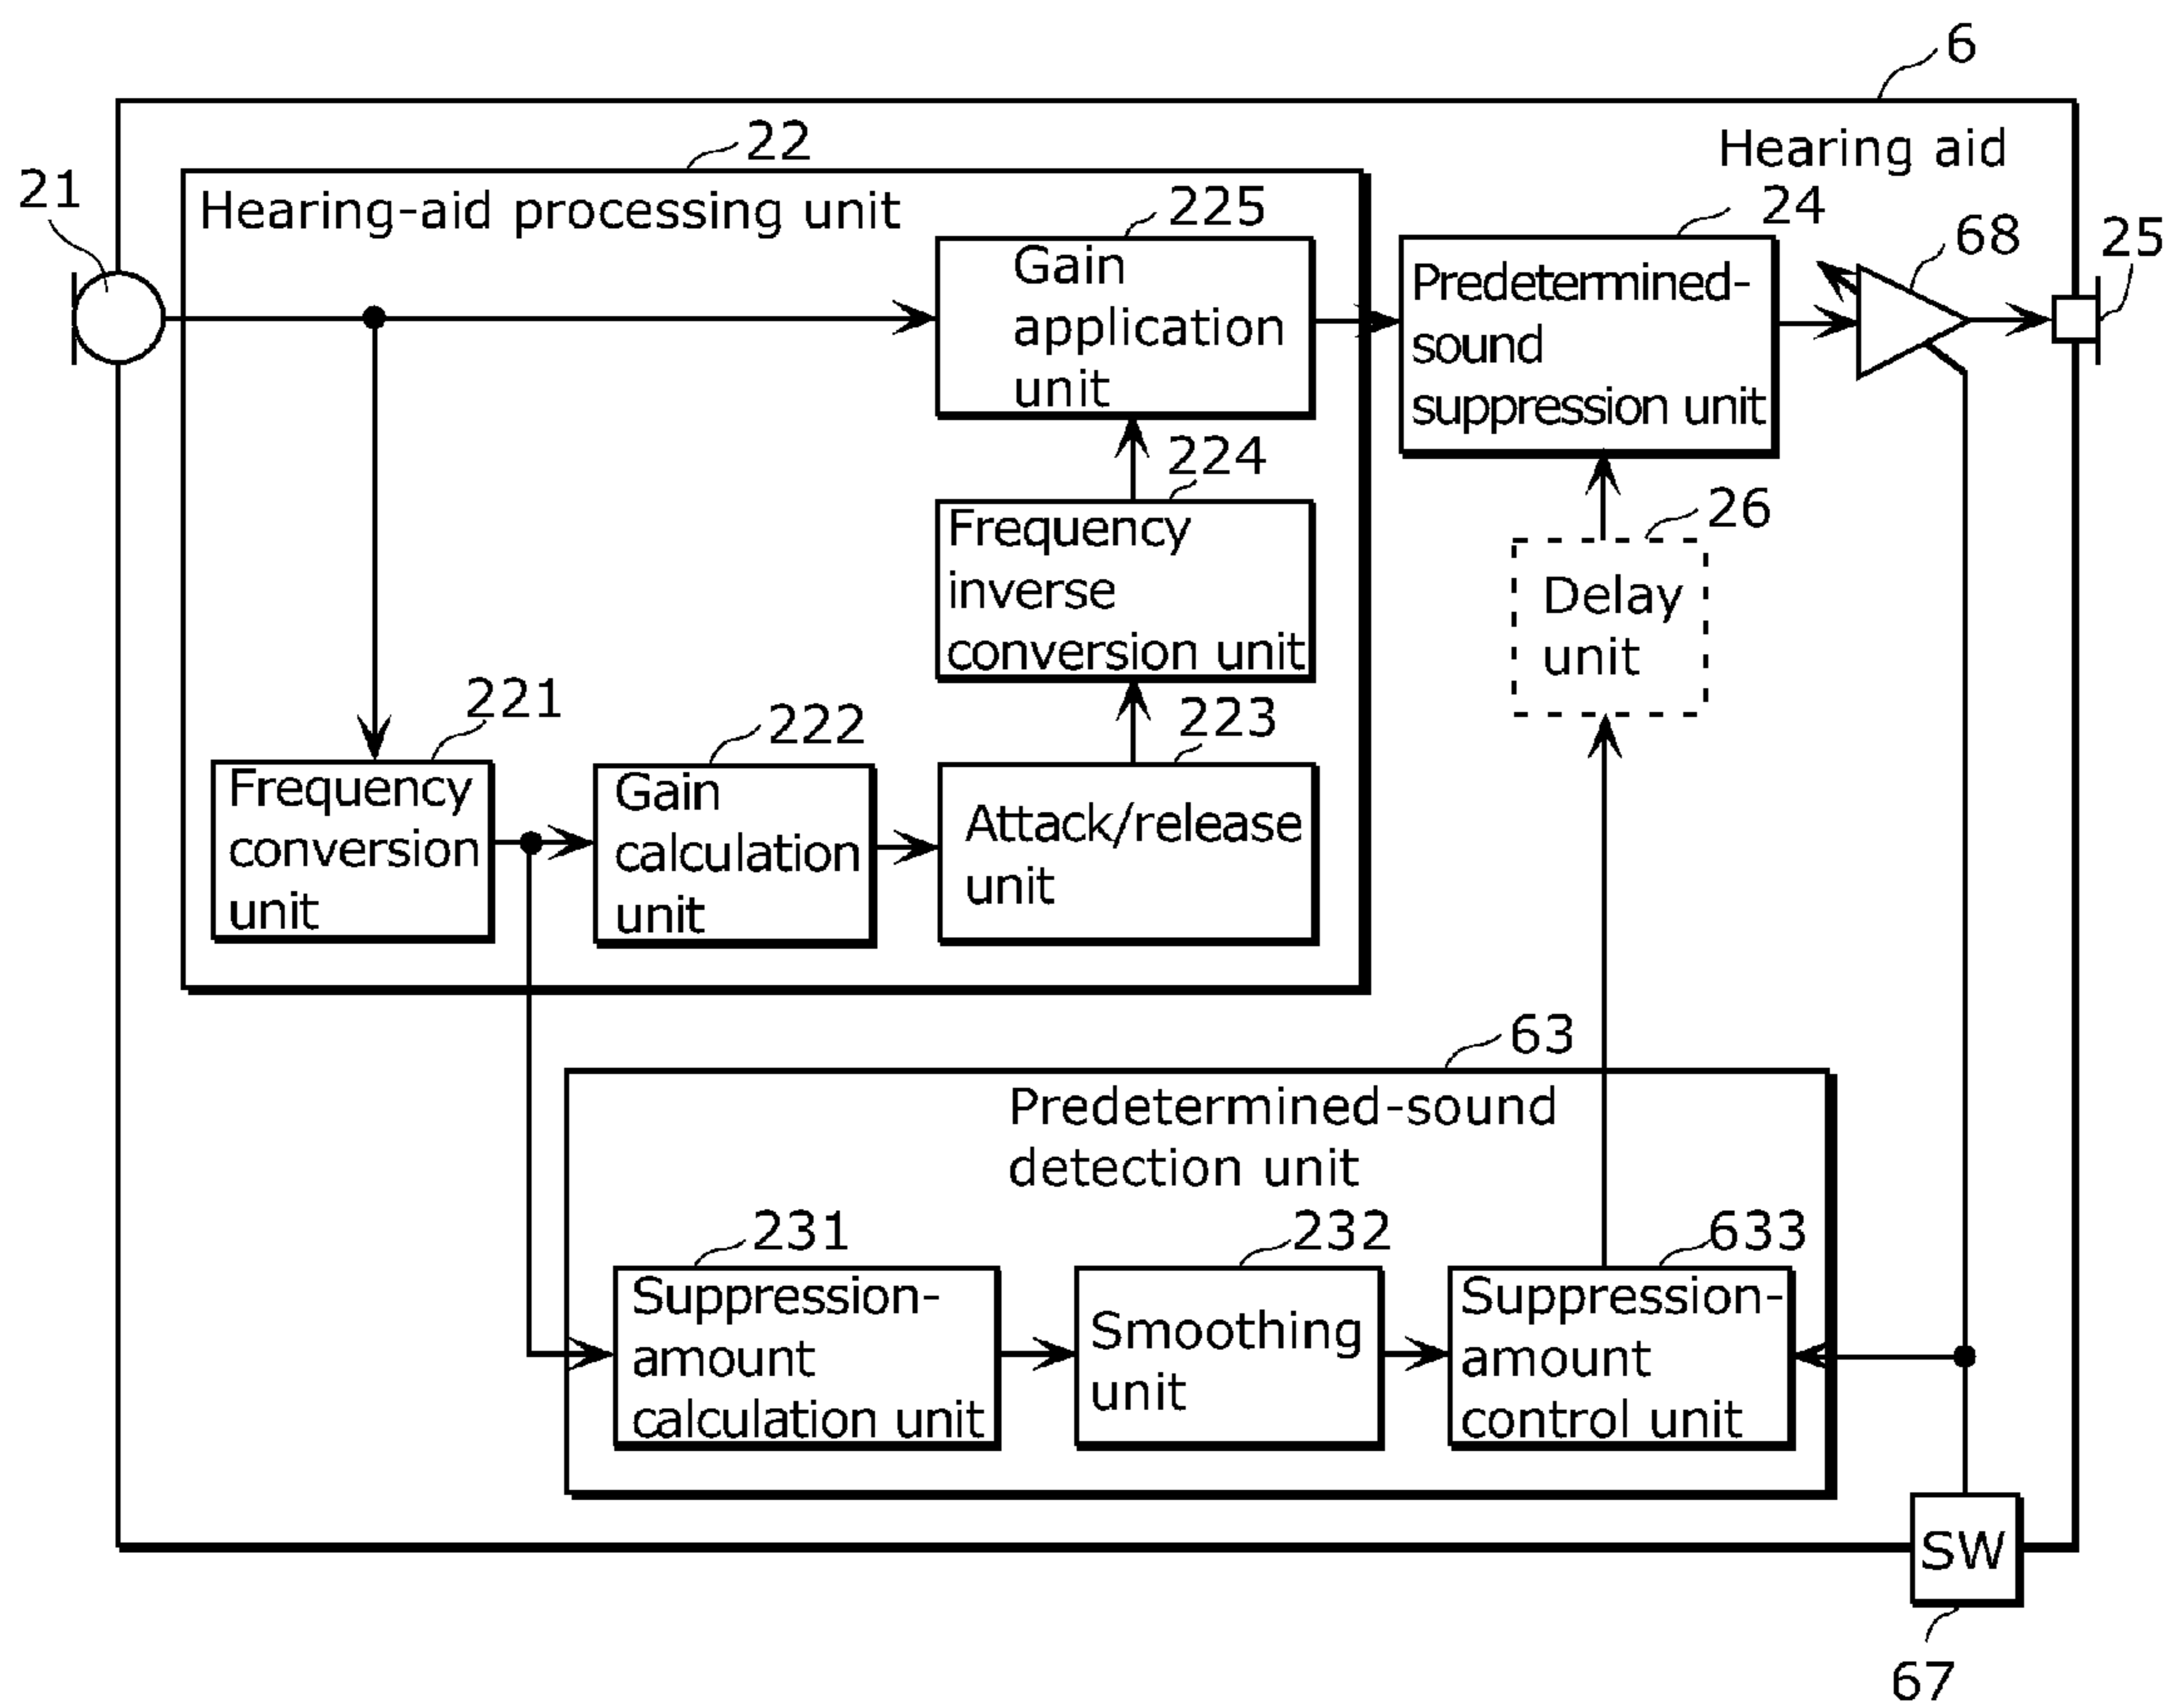 6
Hearing aid
22
21
Hearing-aid processing unit
225
24
68
25
Gain
application
unit
Predetermined-
sound
suppression unit
224
26
Frequency
inverse
conversion unit
Delay
unit
221
222
223
Frequency
conversion
unit
Gain
calculation
unit
Attack/release
unit
63
Predetermined-sound
detection unit
231
232
633
Suppression-
amount
calculation unit
Smoothing
unit
Suppression-
amount
control unit
SW
67